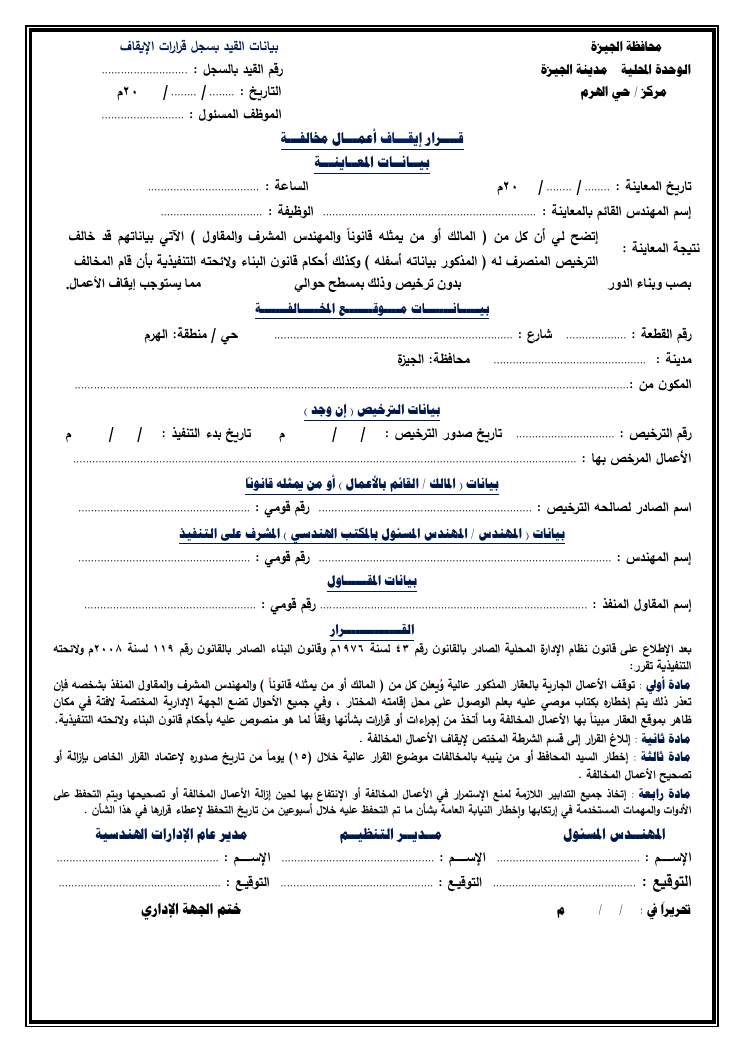 محافظة الجيزة
الوحدة المحلية مدينة الجيزة
مركز / حي الهرم
بيانات القيد بسجل قرارات الإيقاف
رقم القيد بالسجل : ...........................
التاريخ : ........ / ........ / ٢٠م
الموظف المسئول : ..........................
قـــرار إيقـــاف أعمـــال مخالفـــة
بيـــانـــات المعـــاينـــة
تاريخ المعاينة : ........ / ........ / ٢٠م الساعة : ...................................
إسم المهندس القائم بالمعاينة : ................................................................... الوظيفة : ................................
نتيجة المعاينة : إتضح لي أن كل من ( المالك أو من يمثله قانوناً والمهندس المشرف والمقاول ) الآتي بياناتهم قد خالف
الترخيص المنصرف له ( المذكور بياناته أسفله ) وكذلك أحكام قانون البناء ولائحته التنفيذية بأن قام المخالف
بصب وبناء الدور بدون ترخيص وذلك بمسطح حوالي مما يستوجب إيقاف الأعمال.
بيـــانـــات مـــوقـــع المخـــالفـــة
رقم القطعة : ................... شارع : ........................................................................... حي / منطقة: الهرم
مدينة : ................................................ محافظة: الجيزة
المكون من :................................................................................................................
بيانات الترخيص ( إن وجد )
رقم الترخيص : ............................... تاريخ صدور الترخيص : / / م تاريخ بدء التنفيذ : / / م
الأعمال المرخص بها : ................................................................................................................
بيانات ( المالك / القائم بالأعمال ) أو من يمثله قانونًا
اسم الصادر لصالحه الترخيص : ................................................................... رقم قومي : ......................................................
بيانات ( المهندس / المهندس المسئول بالمكتب الهندسي ) المشرف على التنفيذ
إسم المهندس : ............................................................................................ رقم قومي : ......................................................
بيانات المقـــاول
إسم المقاول المنفذ : ..................................................................................... رقم قومي : ......................................................
القـــــــرار
بعد الإطلاع على قانون نظام الإدارة المحلية الصادر بالقانون رقم ٤٣ لسنة ١٩٧٦م وقانون البناء الصادر بالقانون رقم ١١٩ لسنة ٢٠٠٨م ولائحته
التنفيذية تقرر:
مادة أولي : توقف الأعمال الجارية بالعقار المذكور عالية ويُعلن كل من ( المالك أو من يمثله قانوناً ) والمهندس المشرف والمقاول المنفذ بشخصه فإن
تعذر ذلك يتم إخطاره بكتاب موصي عليه بعلم الوصول على محل إقامته المختار ، وفي جميع الأحوال تضع الجهة الإدارية المختصة لافتة في مكان
ظاهر بموقع العقار مبيناً بها الأعمال المخالفة وما أتخذ من إجراءات أو قرارات بشأنها وفقاً لما هو منصوص عليه بأحكام قانون البناء ولائحته التنفيذية.
مادة ثانية : إبلاغ القرار إلى قسم الشرطة المختص لإيقاف الأعمال المخالفة .
مادة ثالثة : إخطار السيد المحافظ أو من ينيبه بالمخالفات موضوع القرار عالية خلال (١٥) يوماً من تاريخ صدوره لإعتماد القرار الخاص بإزالة أو
تصحيح الأعمال المخالفة .
مادة رابعة : إتخاذ جميع التدابير اللازمة لمنع الإستمرار في الأعمال المخالفة أو الإنتفاع بها لحين إزالة الأعمال المخالفة أو تصحيحها ويتم التحفظ على
الأدوات والمهمات المستخدمة في إرتكابها وإخطار النيابة العامة بشأن ما تم التحفظ عليه خلال أسبوعين من تاريخ التحفظ لإعطاء قرارها في هذا الشأن .
المهنـــدس المسئول مـــديـــر التنظيـــم مدير عام الإدارات الهندسية
الإســـم : ............................................. الإســـم : ................................................. الإســـم : ...................................................
التوقيع : ............................................. التوقيع : ................................................. التوقيع : ...................................................
تحريرًا في : / / م ختم الجهة الإداري